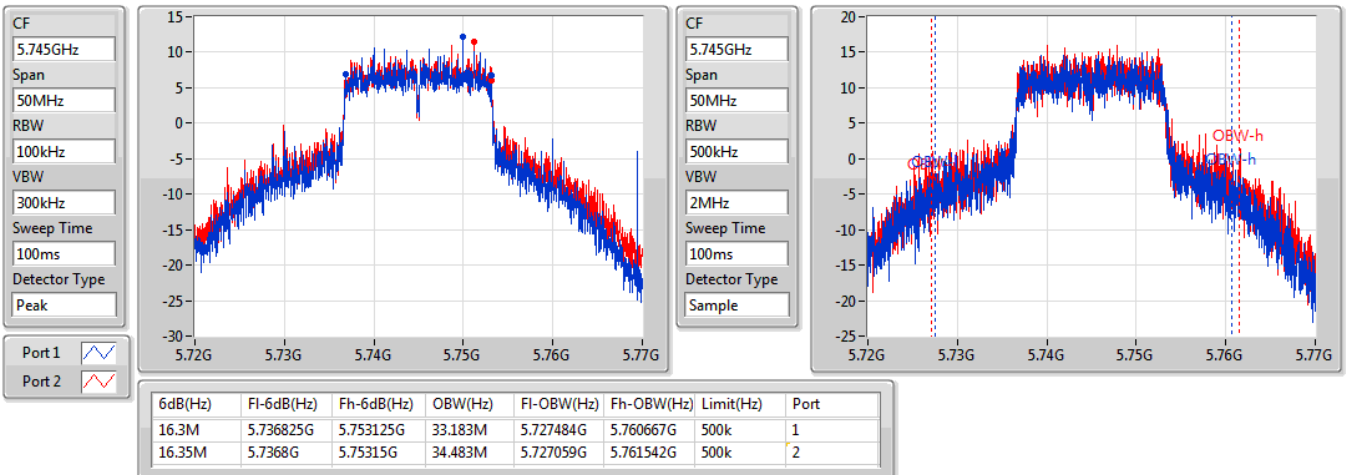 CF
5.745GHz
Span
50MHz
RBW
100kHz
VBW
300kHz
Sweep Time
100ms
Detector Type
Peak
Port 1
Port 2
15
10
5
0
-5
-10
-15
-20
-25
-30
5.72G 5.73G 5.74G 5.75G 5.76G 5.77G
CF
5.745GHz
Span
50MHz
RBW
500kHz
VBW
2MHz
Sweep Time
100ms
Detector Type
Sample
20
15
10
5
0
-5
-10
-15
-20
-25
OBW-h
OBW-h
5.72G 5.73G 5.74G 5.75G 5.76G 5.77G
6dB(Hz) Fl-6dB(Hz) Fh-6dB(Hz) OBW(Hz) Fl-OBW(Hz) Fh-OBW(Hz) Limit(Hz) Port
16.3M 5.736825G 5.753125G 33.183M 5.727484G 5.760667G 500k 1
16.35M 5.7368G 5.75315G 34.483M 5.727059G 5.761542G 500k 2